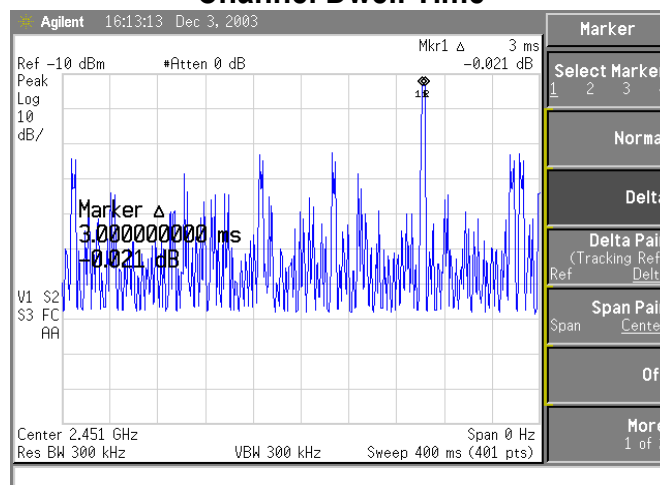 Agilent 16:13:13 Dec 3, 2003
Mkr1 Δ 3 ms
Ref -10 dBm #Atten 0 dB -0.021 dB
Peak
Log
10
dB/
Marker Δ
3.000000000 ms
-0.021 dB
V1 S2
S3 FC
AA
Center 2.451 GHz Span 0 Hz
Res BW 300 kHz VBW 300 kHz Sweep 400 ms (401 pts)
Marker
Select Marker
1 2 3
Norma
Delta
Delta Pai
(Tracking Ref
Ref Delt
Span Pai
Span Cente
Of
More
1 of